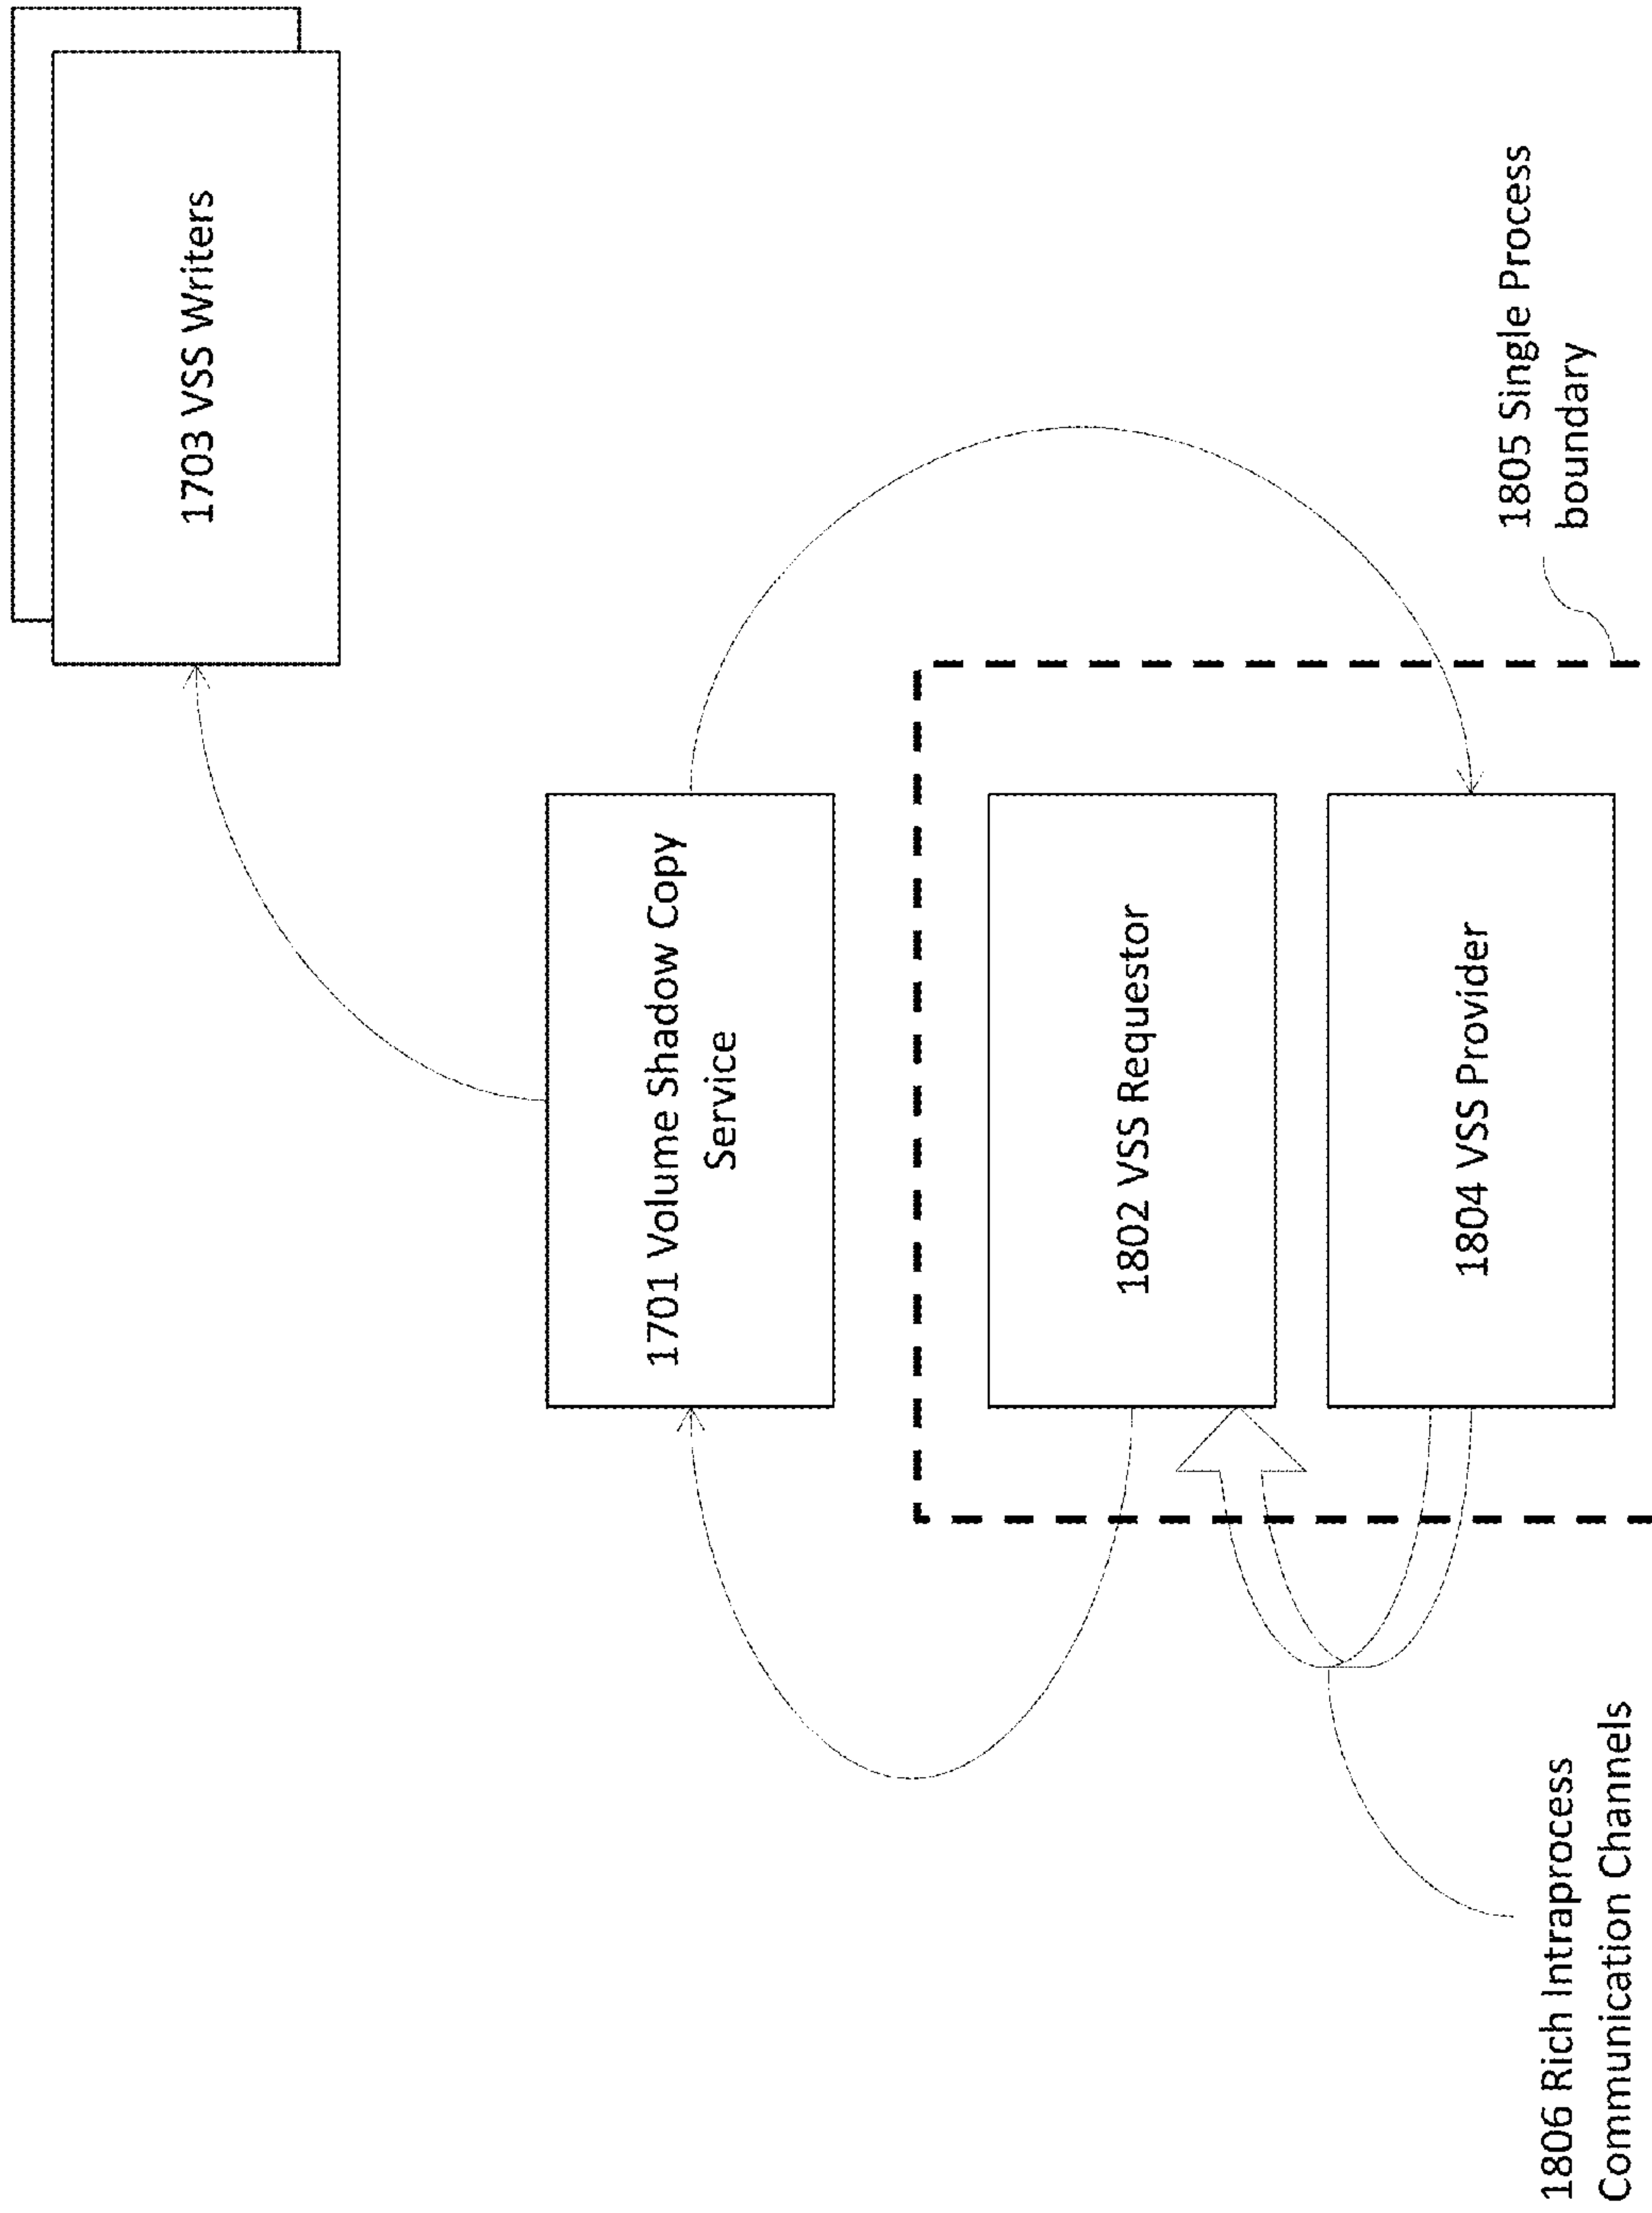 1703 VSS Writers
1701 Volume Shadow Copy
Service
1802 VSS Requestor
1804 VSS Provider
1805 Single Process
boundary
1806 Rich Intraprocess
Communication Channels